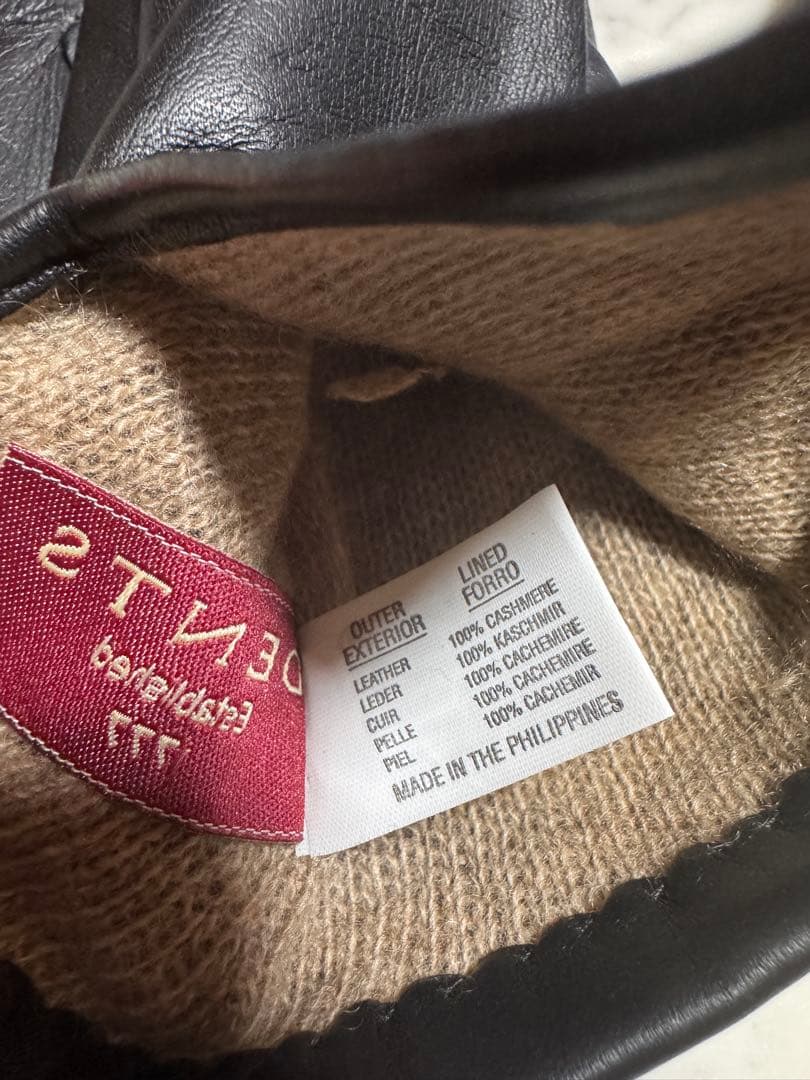 DENTS
Established
1777
OUTER
EXTERIOR
LEATHER
LEDER
CUIR
PELLE
PIEL
LINED
FORRO
100% CASHMERE
100% KASCHMIR
100% CACHEMIRE
100% CACHEMIRE
100% CACHEMIR
MADE IN THE PHILIPPINES